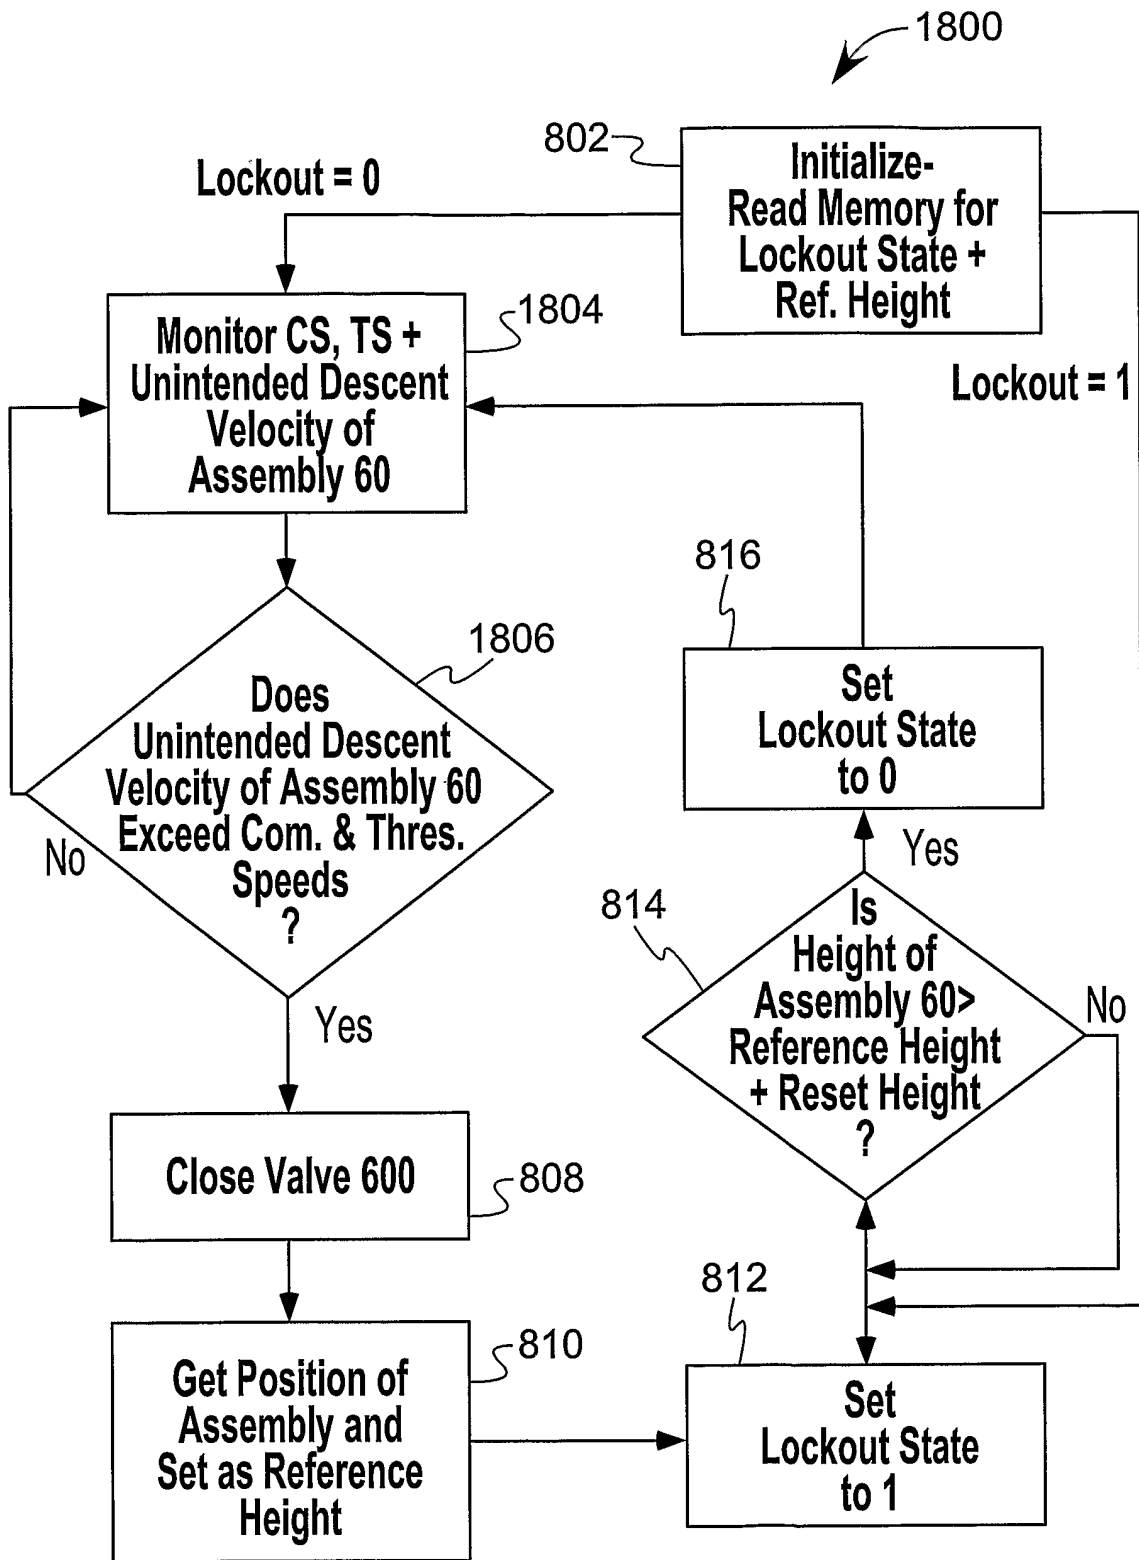 1800
802
Initialize-
Read Memory for
Lockout State +
Ref. Height
Lockout = 0
Lockout = 1
1804
Monitor CS, TS +
Unintended Descent
Velocity of
Assembly 60
1806
Does
Unintended Descent
Velocity of Assembly 60
Exceed Com. & Thres.
Speeds
?
No
Yes
Close Valve 600
808
810
Get Position of
Assembly and
Set as Reference
Height
816
Set
Lockout State
to 0
Yes
814
Is
Height of
Assembly 60>
Reference Height
+ Reset Height
?
No
812
Set
Lockout State
to 1